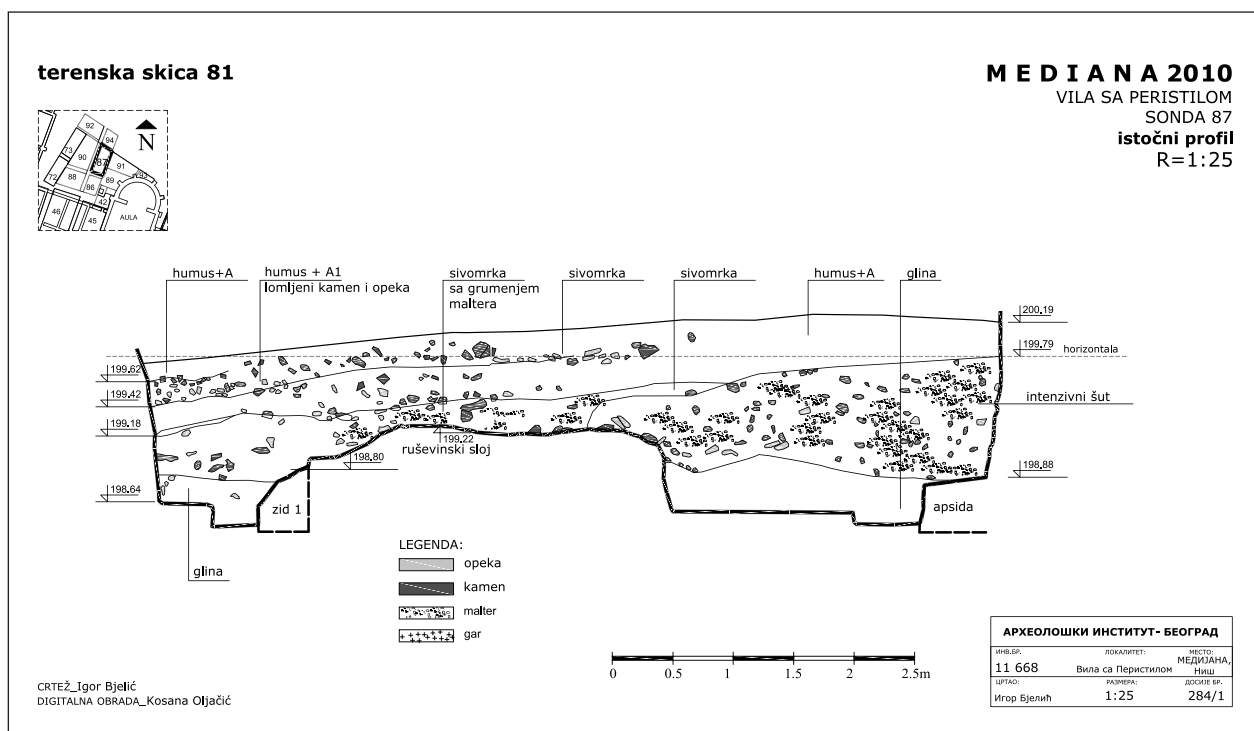 terenska skica 81
M E D I A N A 2010
VILA SA PERISTILOM
SONDA 87
istočni profil
R=1:25
92
94
N
73
90
87
91
93
72
88
86
89
42
46
45
AULA
humus+A
humus + A1
lomljeni kamen i opeka
sivomrka
sa grumenjem
maltera
sivomrka
sivomrka
humus+A
glina
200.19
199.79
horizontala
199.62
199.42
intenzivni šut
199.18
199.22
ruševinski sloj
198.80
198.88
198.64
zid 1
apsida
glina
LEGENDA:
opeka
kamen
malter
gar
0 0.5 1 1.5 2 2.5m
CRTEŽ_Igor Bjelić
DIGITALNA OBRADA_Kosana Oljačić
АРХЕОЛОШКИ ИНСТИТУТ- БЕОГРАД
ИНВ.БР. ЛОКАЛИТЕТ: МЕСТО:
11 668 Вила са Перистилом МЕДИЈАНА, Ниш
ЦРТАО: РАЗМЕРА: ДОСИЈЕ БР.
Игор Бјелић 1:25 284/1